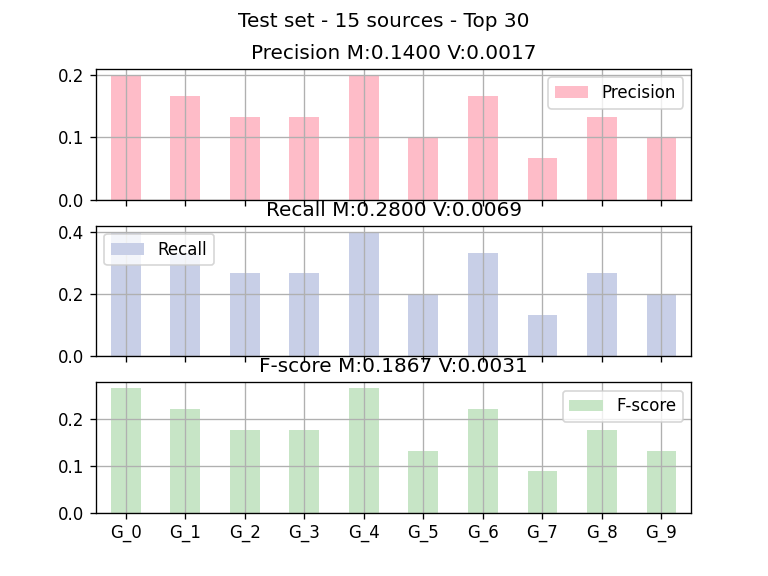 Test set - 15 sources - Top 30
Precision M:0.1400 V:0.0017
0.2
0.1
0.0
Precision
Recall M:0.2800 V:0.0069
0.4
0.2
0.0
Recall
F-score M:0.1867 V:0.0031
0.2
0.1
0.0
F-score
G_0 G_1 G_2 G_3 G_4 G_5 G_6 G_7 G_8 G_9